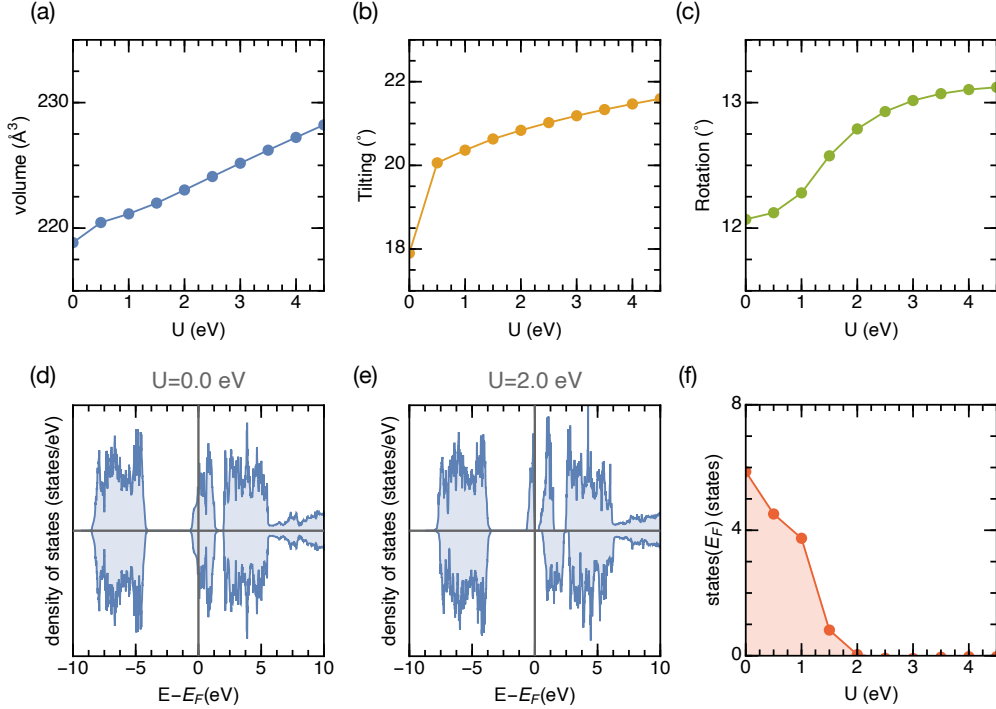 (a)
volume (Å³)
230
220
0 1 2 3 4
U (eV)
(b)
Tilting (°)
22
20
18
0 1 2 3 4
U (eV)
(c)
Rotation (°)
13
12
0 1 2 3 4
U (eV)
(d)
U=0.0 eV
density of states (states/eV)
−10 −5 0 5 10
E−E_F(eV)
(e)
U=2.0 eV
density of states (states/eV)
−10 −5 0 5 10
E−E_F(eV)
(f)
states(E_F) (states)
8
4
0
0 1 2 3 4
U (eV)